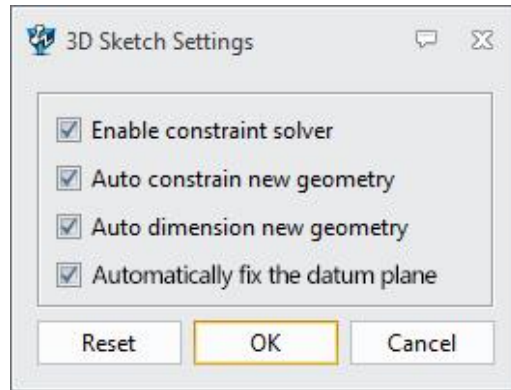 3D Sketch Settings
Enable constraint solver
Auto constrain new geometry
Auto dimension new geometry
Automatically fix the datum plane
Reset OK Cancel